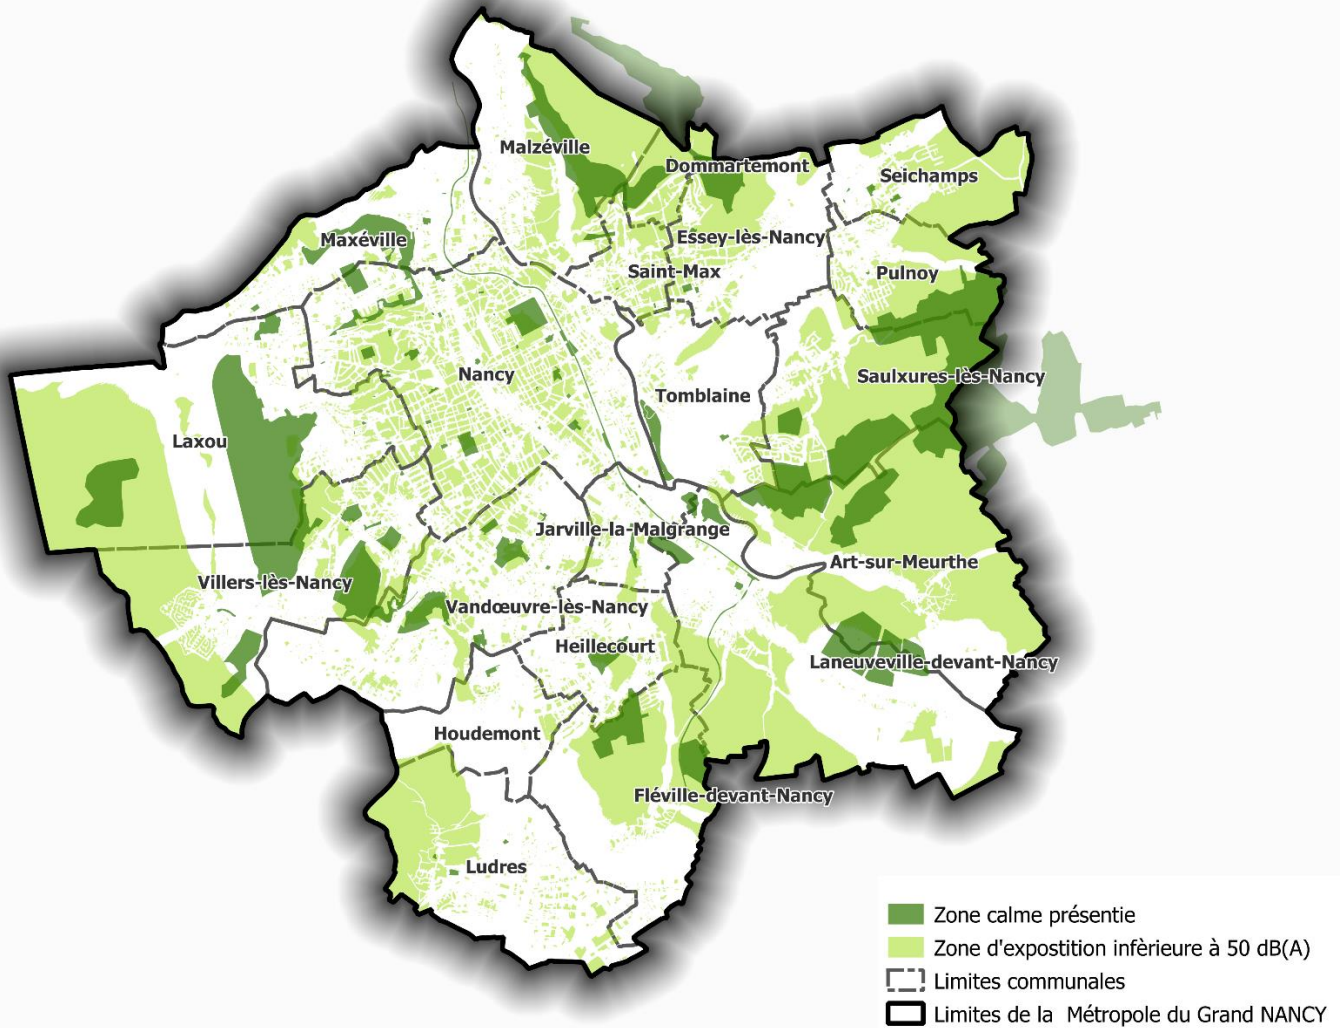 Malzéville
Dommartemont
Seichamps
Maxéville
Essey-lès-Nancy
Saint-Max
Pulnoy
Nancy
Saulxures-lès-Nancy
Tomblaine
Laxou
Jarville-la-Malgrange
Art-sur-Meurthe
Villers-lès-Nancy
Vandœuvre-lès-Nancy
Heillecourt
Laneuveville-devant-Nancy
Houdemont
Fléville-devant-Nancy
Ludres
Zone calme présentie
Zone d'expostition infèrieure à 50 dB(A)
Limites communales
Limites de la Métropole du Grand NANCY